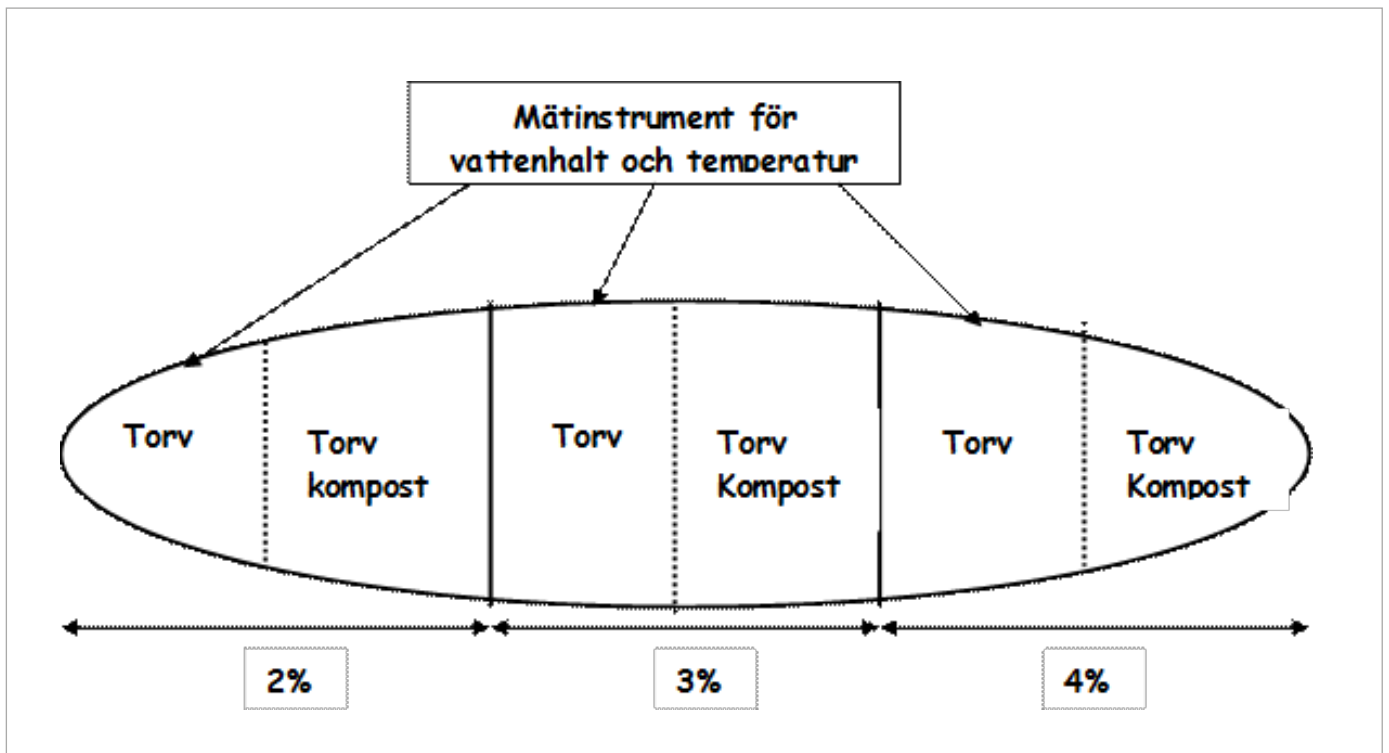 Mätinstrument för
vattenhalt och temperatur
Torv
Torv
kompost
Torv
Torv
Kompost
Torv
Torv
Kompost
2%
3%
4%